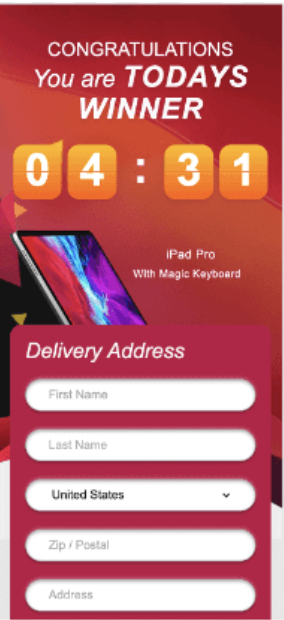 CONGRATULATIONS
You are TODAYS
WINNER
04:31
iPad Pro
With Magic Keyboard
Delivery Address
First Name
Last Name
United States
Zip / Postal
Address